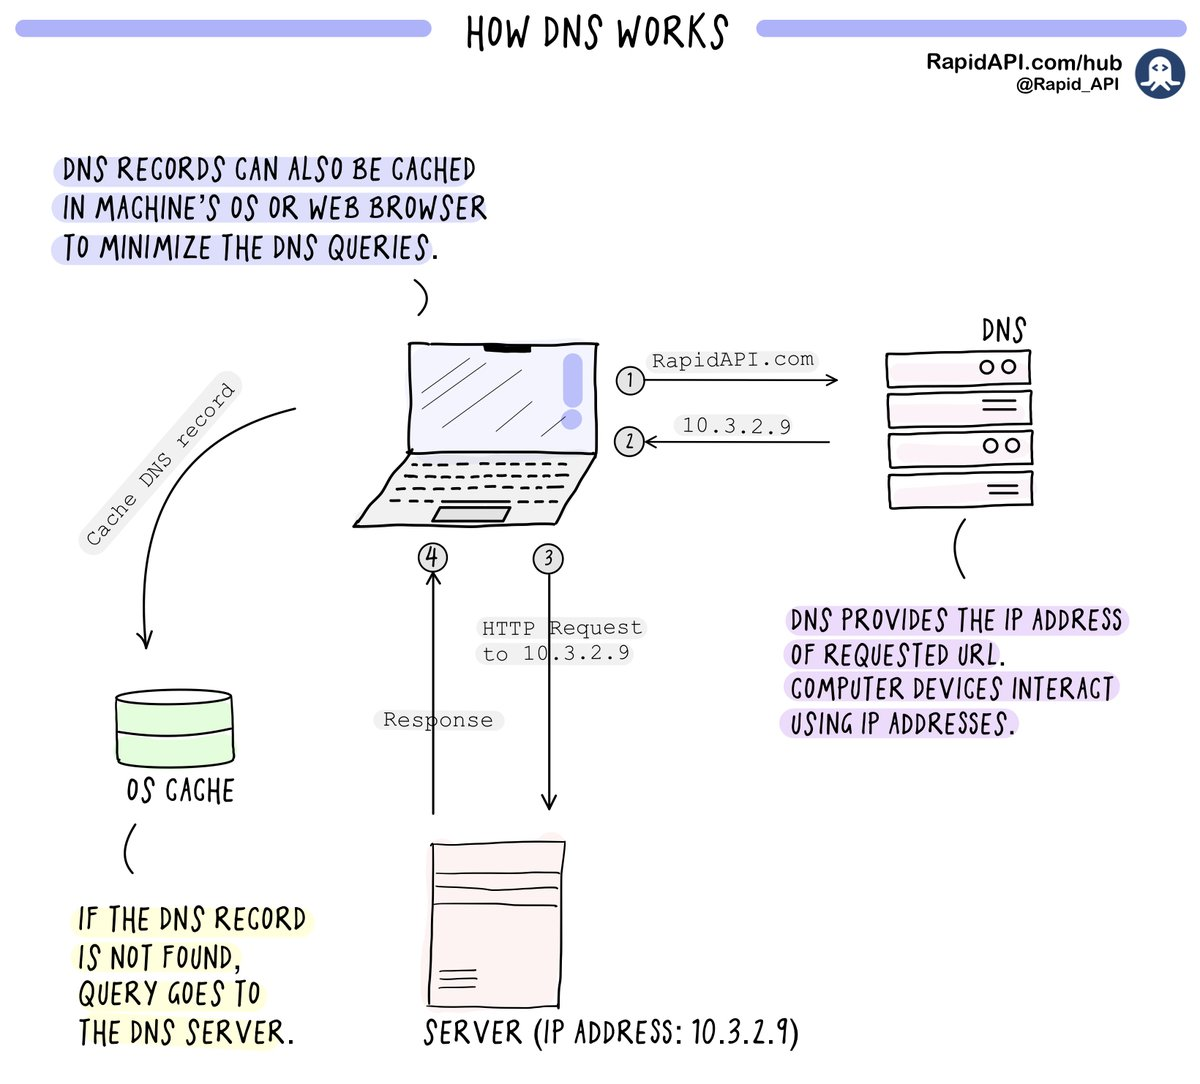 HOW DNS WORKS
RapidAPI.com/hub
@Rapid_API
DNS RECORDS CAN ALSO BE CACHED
IN MACHINE'S OS OR WEB BROWSER
TO MINIMIZE THE DNS QUERIES.
DNS
1
RapidAPI.com
2
10.3.2.9
Cache DNS record
4
3
HTTP Request
to 10.3.2.9
Response
DNS PROVIDES THE IP ADDRESS
OF REQUESTED URL.
COMPUTER DEVICES INTERACT
USING IP ADDRESSES.
OS CACHE
IF THE DNS RECORD
IS NOT FOUND,
QUERY GOES TO
THE DNS SERVER.
SERVER (IP ADDRESS: 10.3.2.9)